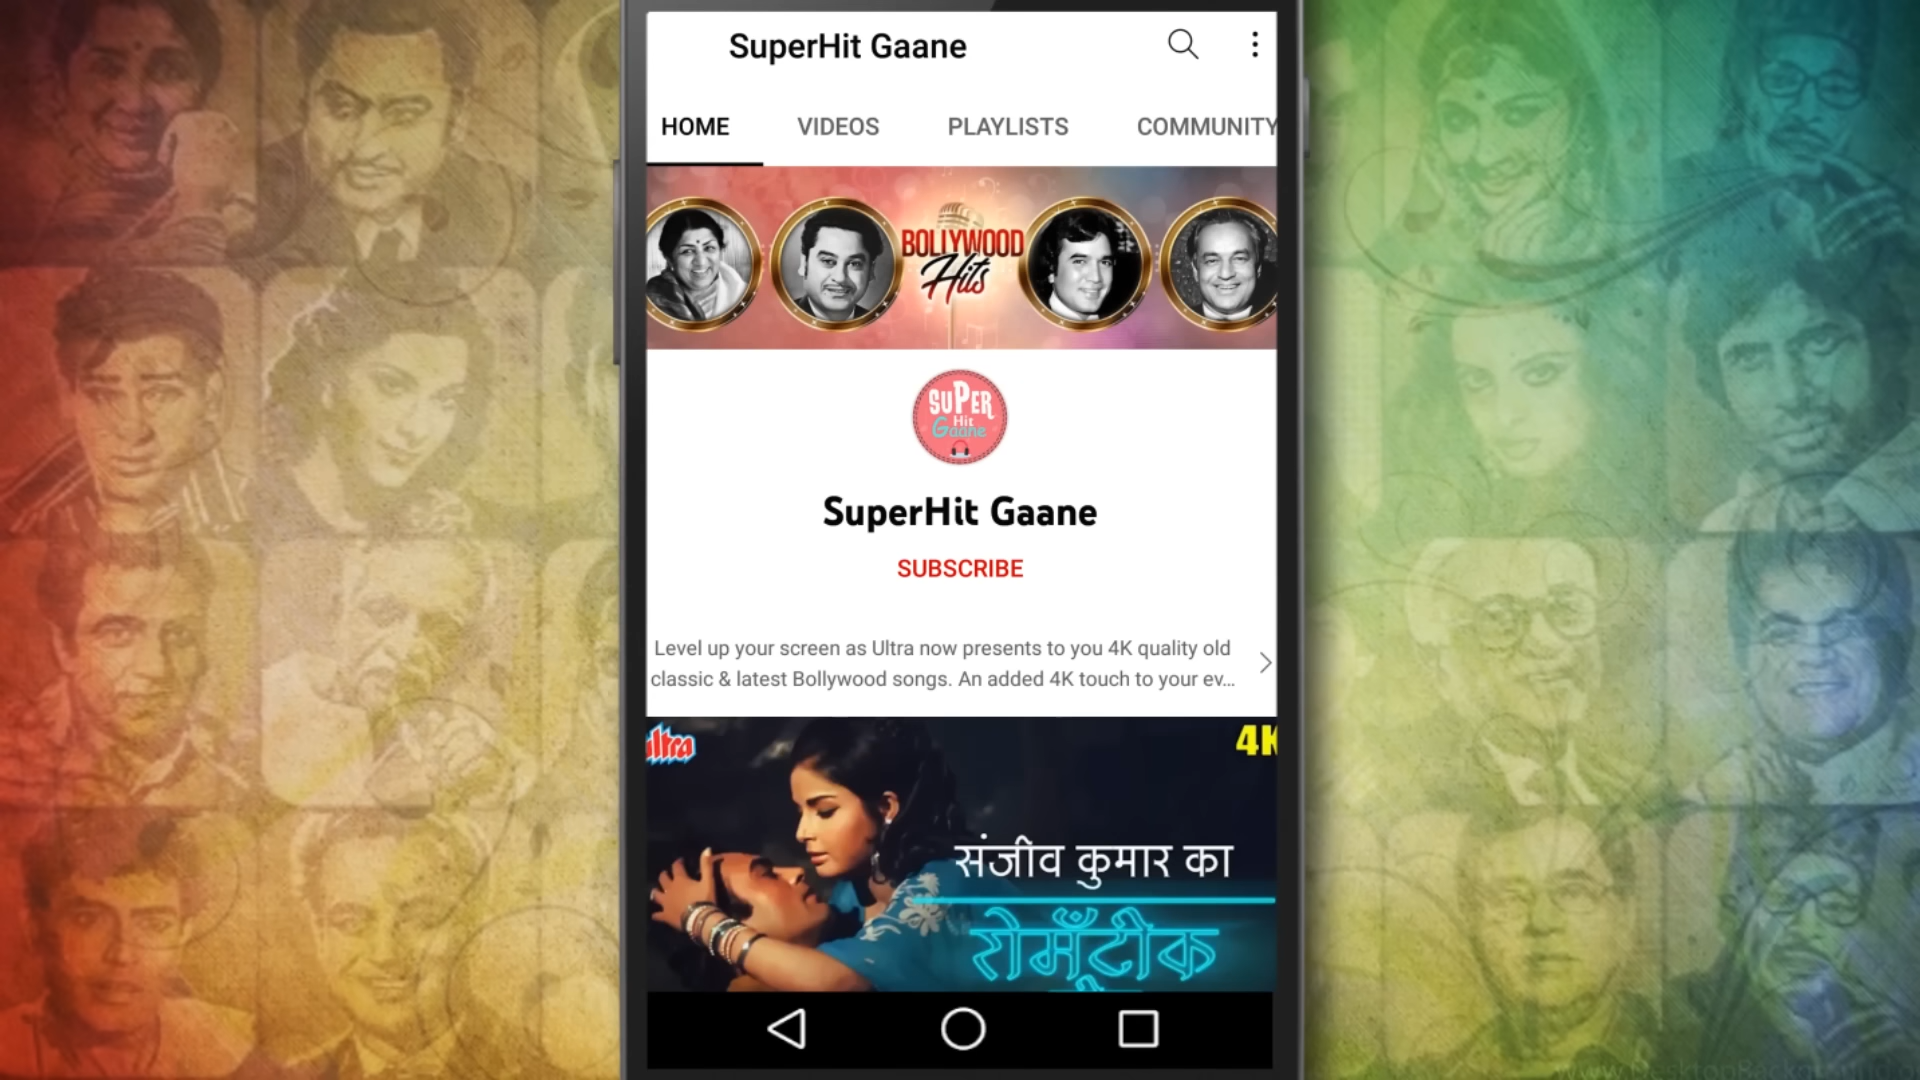 SuperHit Gaane
HOME VIDEOS PLAYLISTS COMMUNITY
BOLLYWOOD
Hits
SUPER
Hit
Gaane
SuperHit Gaane
SUBSCRIBE
Level up your screen as Ultra now presents to you 4K quality old
classic & latest Bollywood songs. An added 4K touch to your ev...
ultra 4K
संजीव कुमार का
रोमँटीक